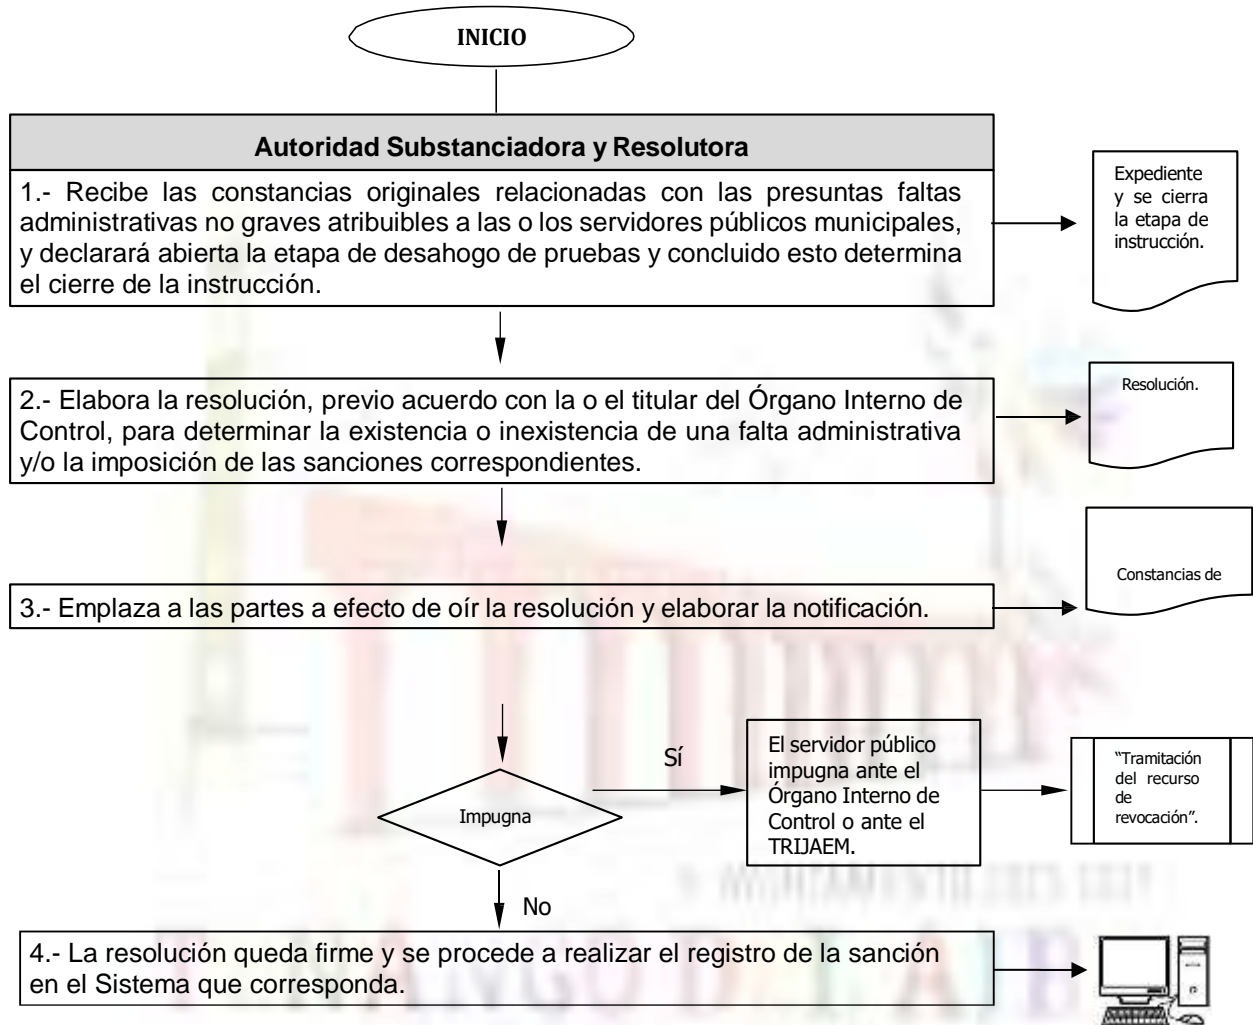 INICIO
Autoridad Substanciadora y Resolutora
1.- Recibe las constancias originales relacionadas con las presuntas faltas
administrativas no graves atribuibles a las o los servidores públicos municipales,
y declarará abierta la etapa de desahogo de pruebas y concluido esto determina
el cierre de la instrucción.
Expediente
y se cierra
la etapa de
instrucción.
2.- Elabora la resolución, previo acuerdo con la o el titular del Órgano Interno de
Control, para determinar la existencia o inexistencia de una falta administrativa
y/o la imposición de las sanciones correspondientes.
Resolución.
3.- Emplaza a las partes a efecto de oír la resolución y elaborar la notificación.
Constancias de
Impugna
Sí
El servidor público
impugna ante el
Órgano Interno de
Control o ante el
TRIJAEM.
"Tramitación
del recurso
de
revocación".
No
4.- La resolución queda firme y se procede a realizar el registro de la sanción
en el Sistema que corresponda.